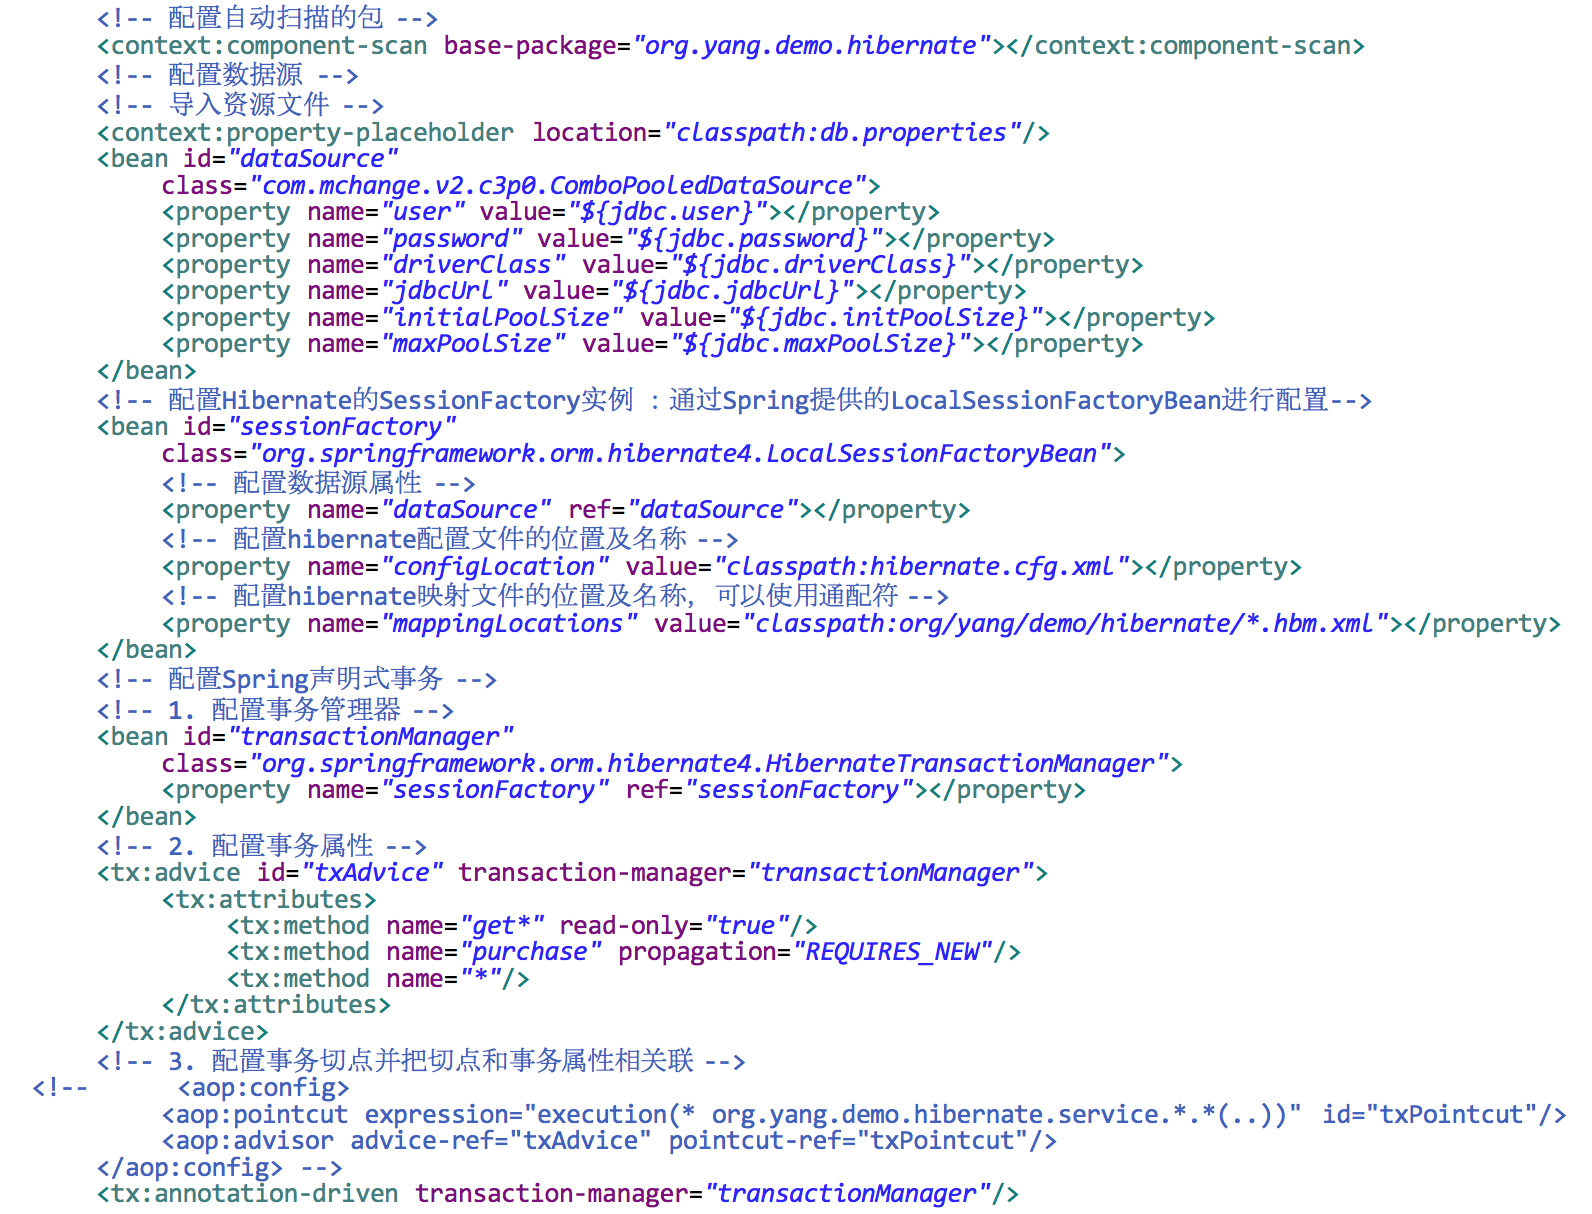 <!-- 配置自动扫描的包 -->
<context:component-scan base-package="org.yang.demo.hibernate"></context:component-scan>
<!-- 配置数据源 -->
<!-- 导入资源文件 -->
<context:property-placeholder location="classpath:db.properties"/>
<bean id="dataSource"
class="com.mchange.v2.c3p0.ComboPooledDataSource">
<property name="user" value="${jdbc.user}"></property>
<property name="password" value="${jdbc.password}"></property>
<property name="driverClass" value="${jdbc.driverClass}"></property>
<property name="jdbcUrl" value="${jdbc.jdbcUrl}"></property>
<property name="initialPoolSize" value="${jdbc.initPoolSize}"></property>
<property name="maxPoolSize" value="${jdbc.maxPoolSize}"></property>
</bean>
<!-- 配置Hibernate的SessionFactory实例 : 通过Spring提供的LocalSessionFactoryBean进行配置-->
<bean id="sessionFactory"
class="org.springframework.orm.hibernate4.LocalSessionFactoryBean">
<!-- 配置数据源属性 -->
<property name="dataSource" ref="dataSource"></property>
<!-- 配置hibernate配置文件的位置及名称 -->
<property name="configLocation" value="classpath:hibernate.cfg.xml"></property>
<!-- 配置hibernate映射文件的位置及名称, 可以使用通配符 -->
<property name="mappingLocations" value="classpath:org/yang/demo/hibernate/*.hbm.xml"></property>
</bean>
<!-- 配置Spring声明式事务 -->
<!-- 1. 配置事务管理器 -->
<bean id="transactionManager"
class="org.springframework.orm.hibernate4.HibernateTransactionManager">
<property name="sessionFactory" ref="sessionFactory"></property>
</bean>
<!-- 2. 配置事务属性 -->
<tx:advice id="txAdvice" transaction-manager="transactionManager">
<tx:attributes>
<tx:method name="get*" read-only="true"/>
<tx:method name="purchase" propagation="REQUIRES_NEW"/>
<tx:method name="*"/>
</tx:attributes>
</tx:advice>
<!-- 3. 配置事务切点并把切点和事务属性相关联 -->
<!-- <aop:config>
<aop:pointcut expression="execution(* org.yang.demo.hibernate.service.*.*(..))" id="txPointcut"/>
<aop:advisor advice-ref="txAdvice" pointcut-ref="txPointcut"/>
</aop:config> -->
<tx:annotation-driven transaction-manager="transactionManager"/>